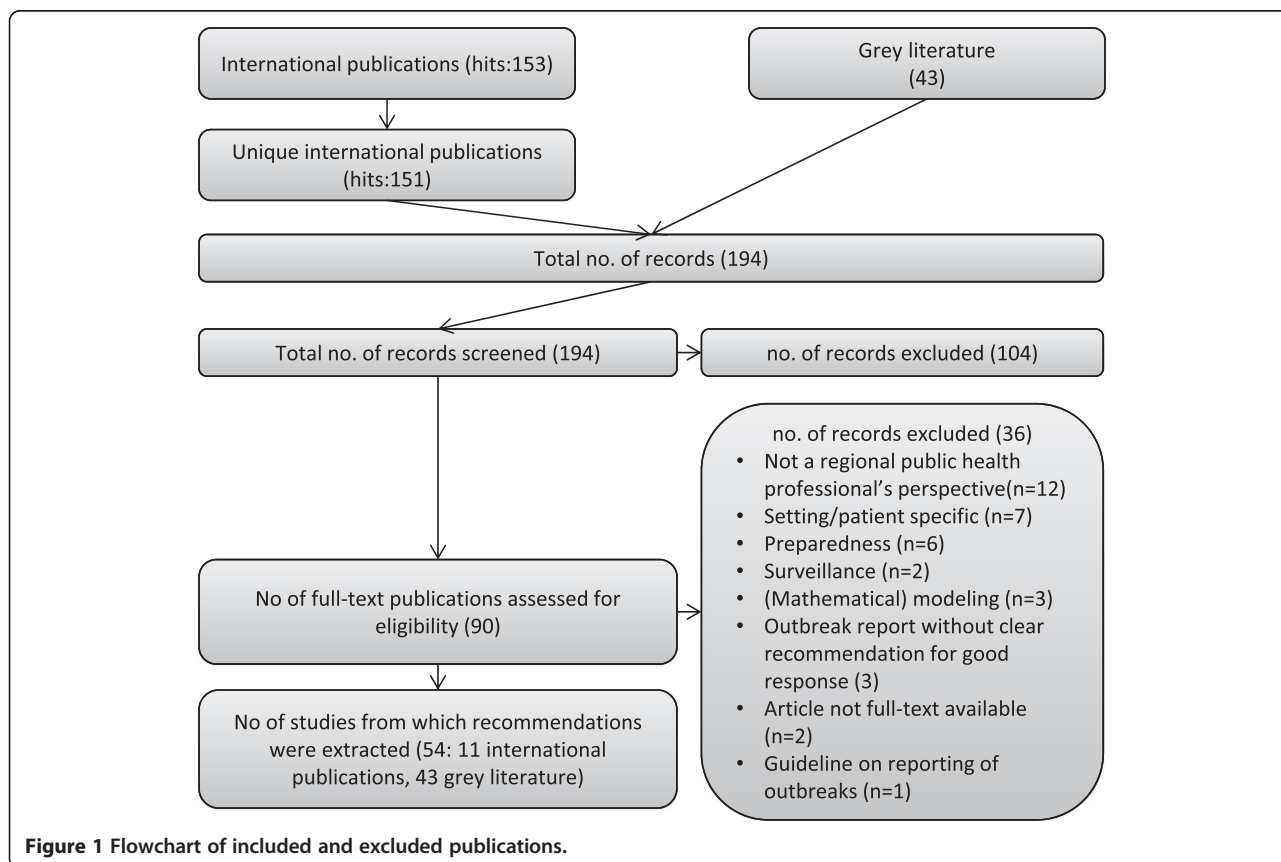 International publications (hits:153)
Grey literature
(43)
Unique international publications
(hits:151)
Total no. of records (194)
Total no. of records screened (194)
no. of records excluded (104)
no. of records excluded (36)
• Not a regional public health
professional's perspective(n=12)
• Setting/patient specific (n=7)
• Preparedness (n=6)
• Surveillance (n=2)
• (Mathematical) modeling (n=3)
• Outbreak report without clear
recommendation for good
response (3)
• Article not full-text available
(n=2)
• Guideline on reporting of
outbreaks (n=1)
No of full-text publications assessed for
eligibility (90)
No of studies from which recommendations
were extracted (54: 11 international
publications, 43 grey literature)
Figure 1 Flowchart of included and excluded publications.